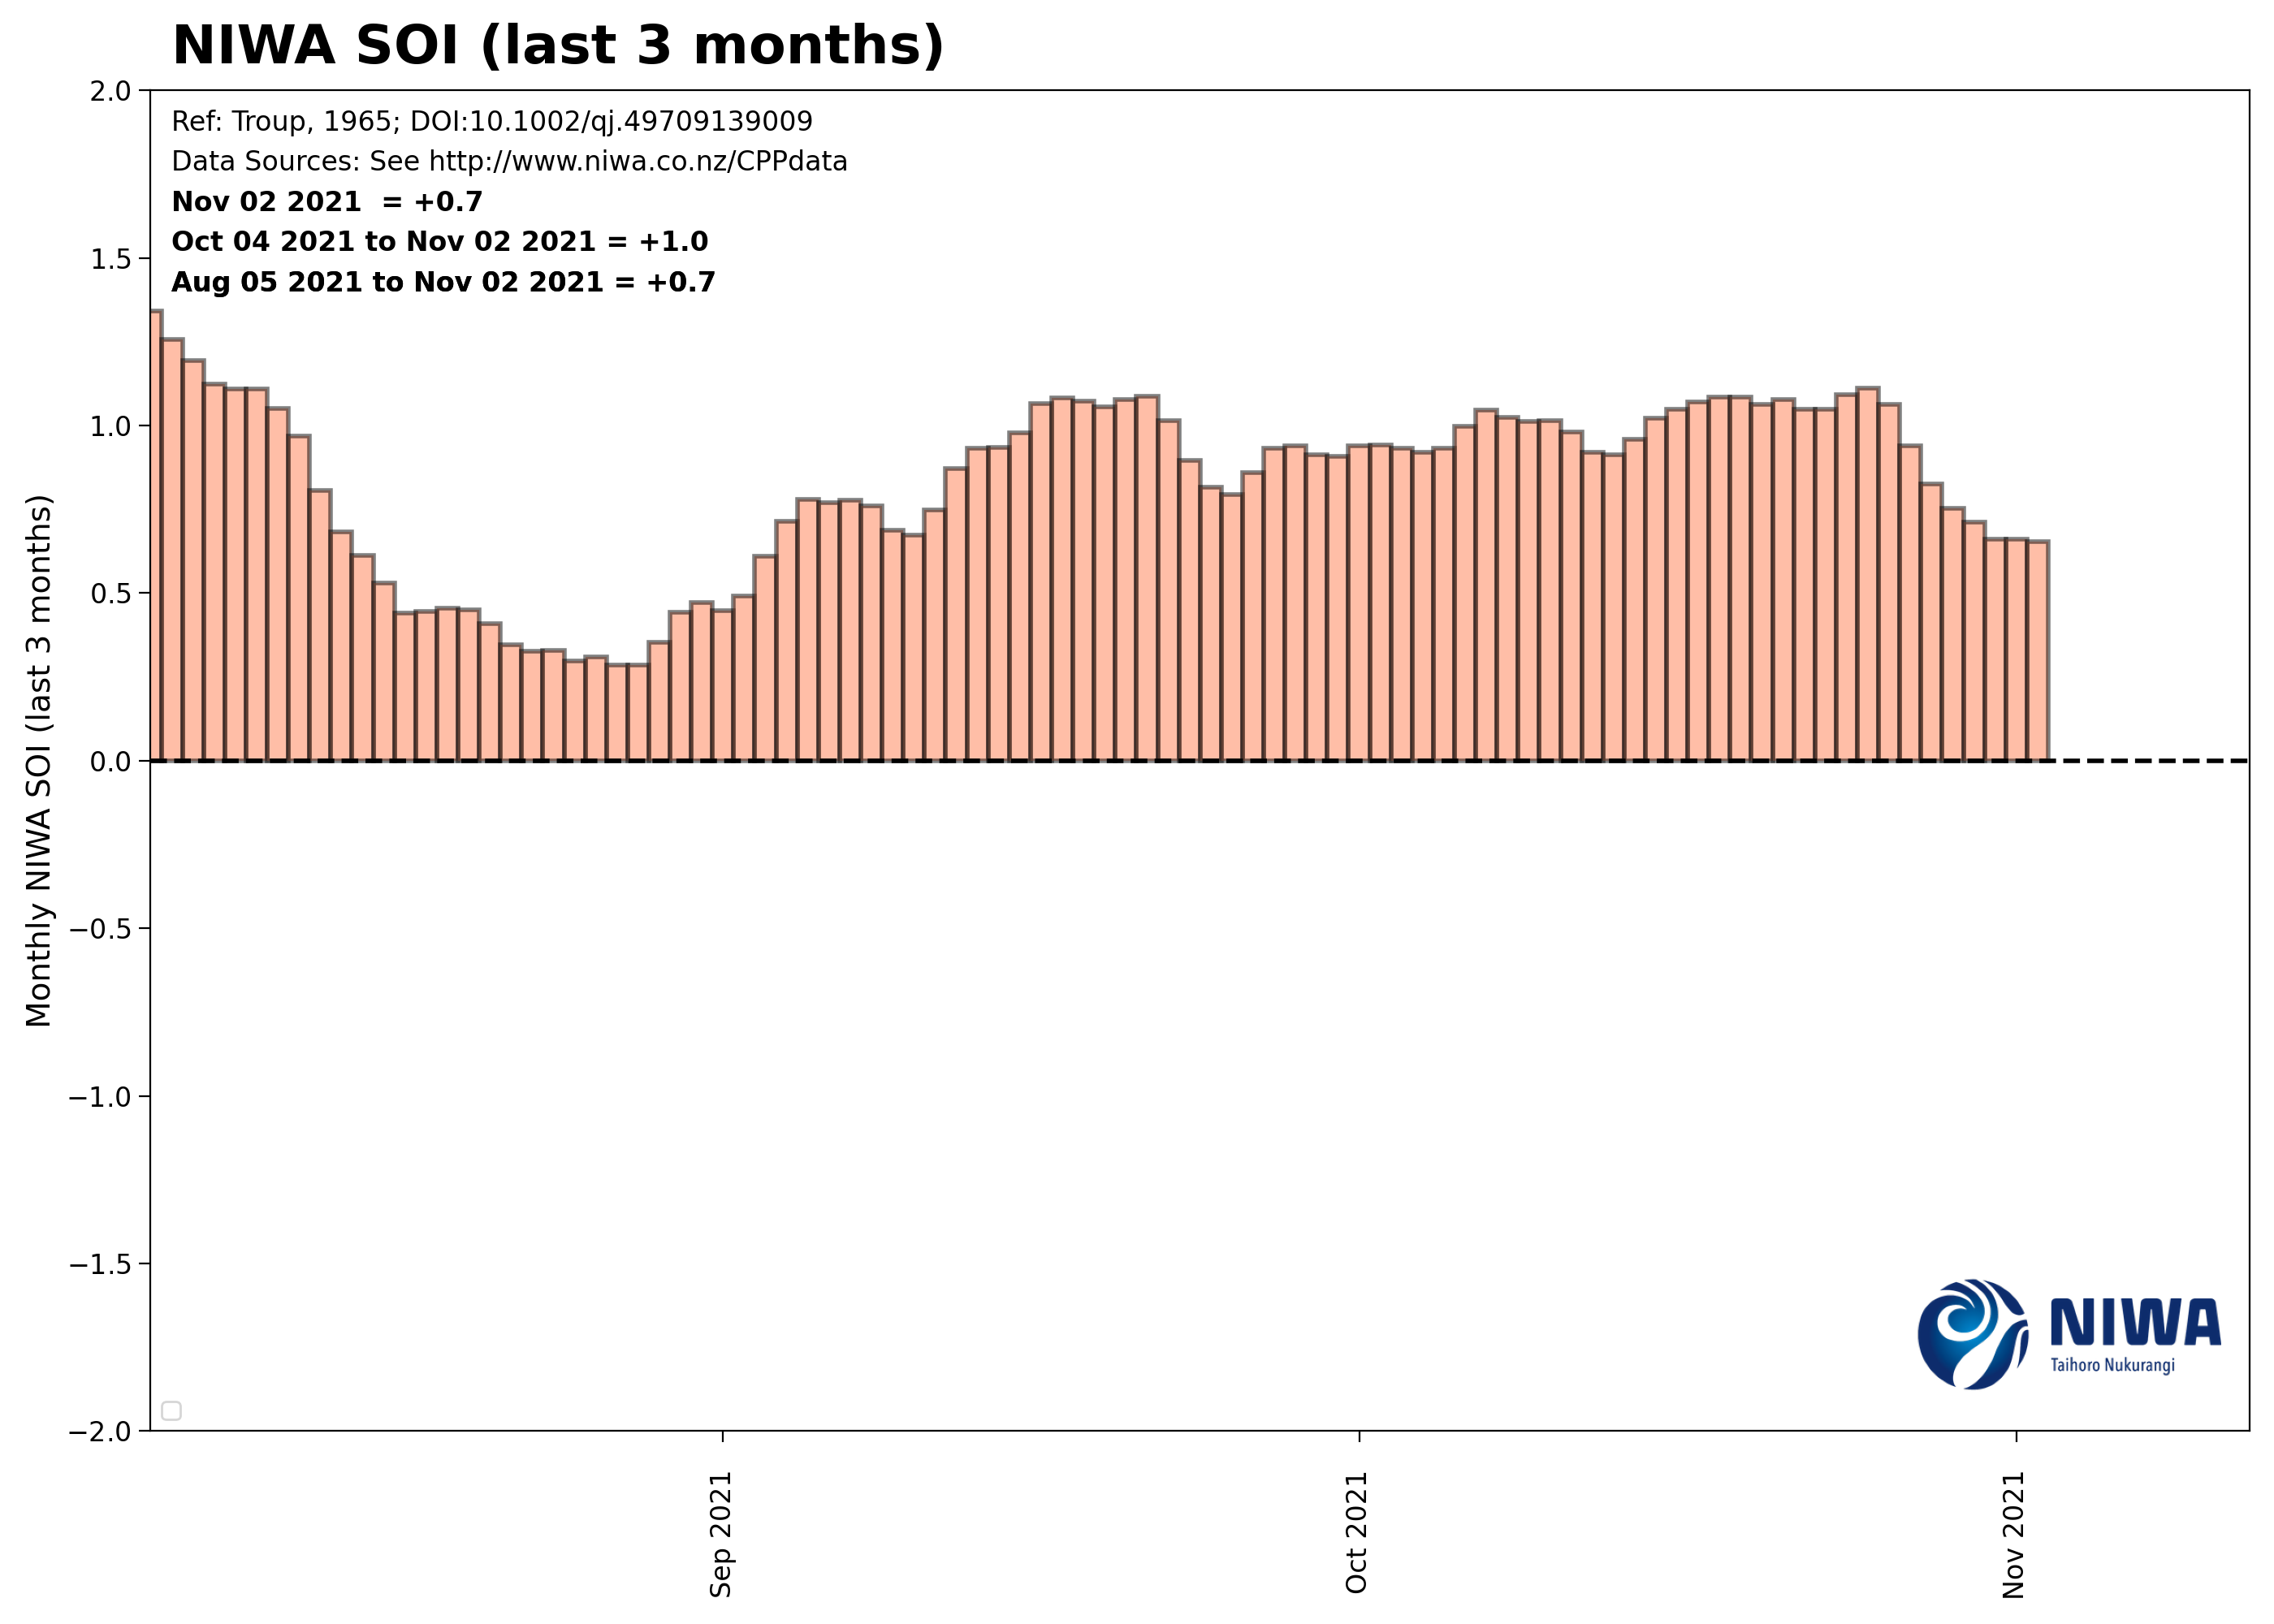 NIWA SOI (last 3 months)
Ref: Troup, 1965; DOI:10.1002/qj.49709139009
Data Sources: See http://www.niwa.co.nz/CPPdata
Nov 02 2021  = +0.7
Oct 04 2021 to Nov 02 2021 = +1.0
Aug 05 2021 to Nov 02 2021 = +0.7
Monthly NIWA SOI (last 3 months)
2.0
1.5
1.0
0.5
0.0
−0.5
−1.0
−1.5
−2.0
Sep 2021
Oct 2021
Nov 2021
NIWA
Taihoro Nukurangi